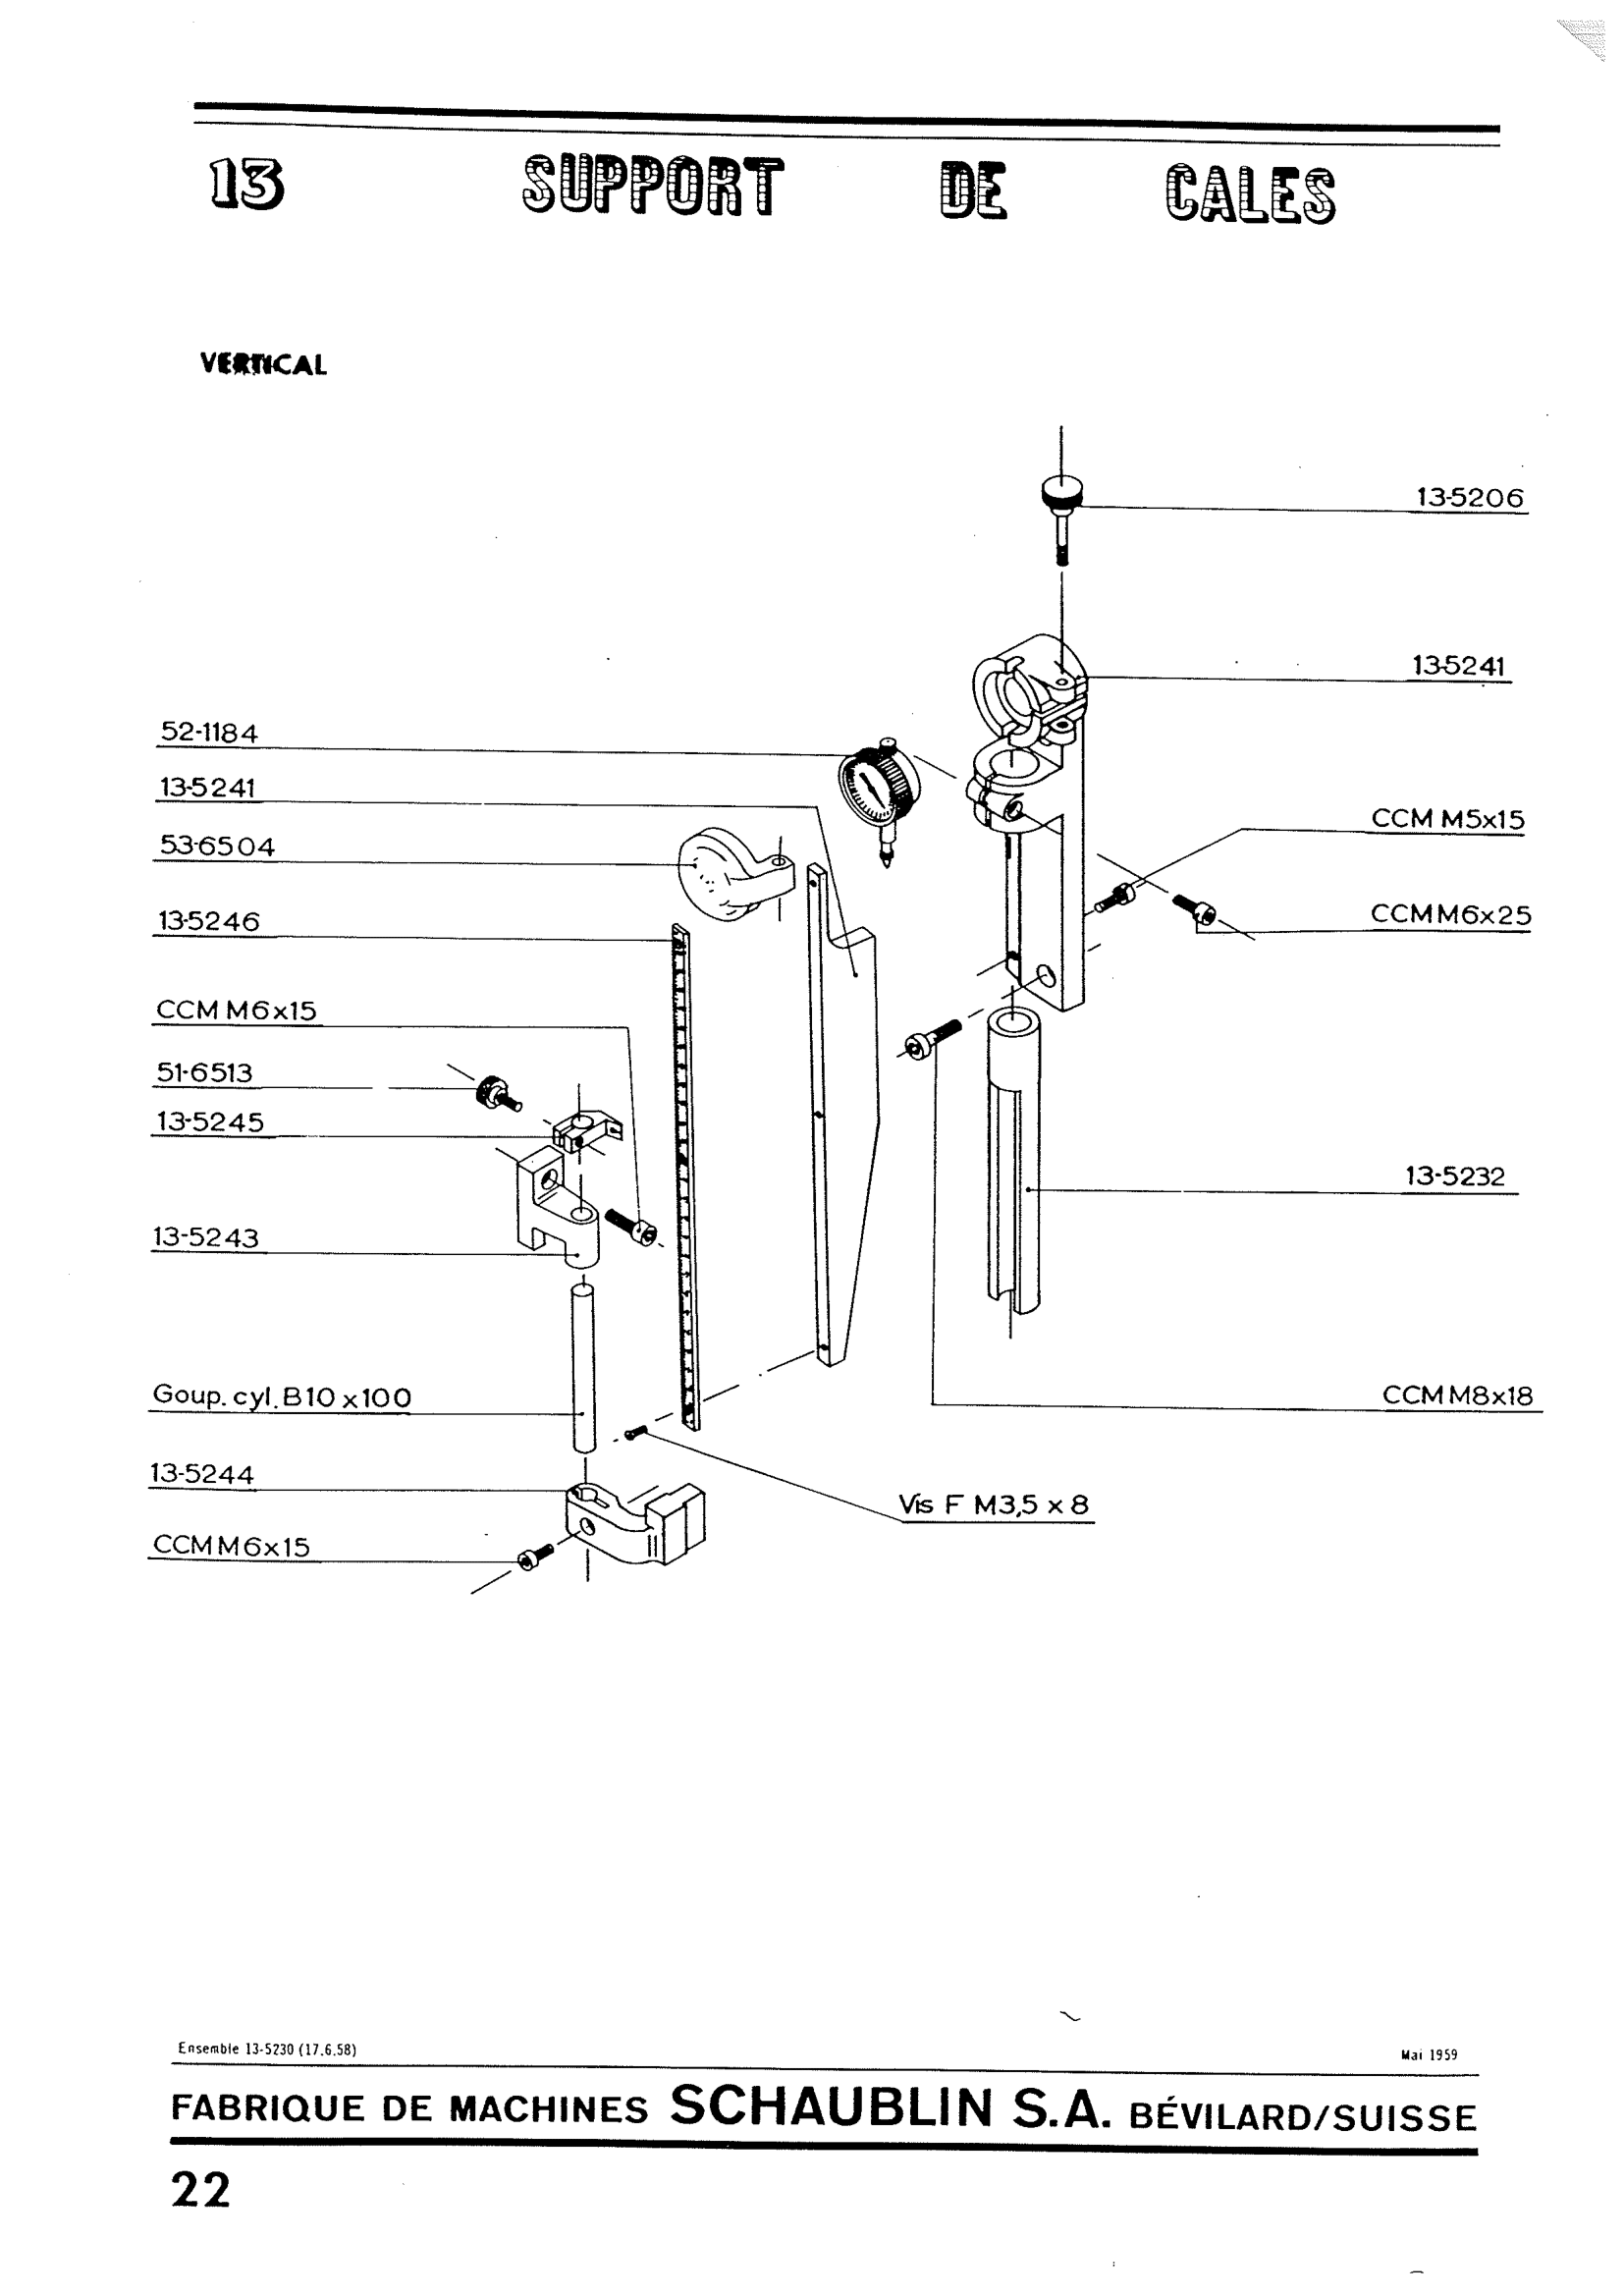 13 SUPPORT DE CALES
VERTICAL
13-5206
13-5241
52-1184
13-5241
CCM M5x15
53-6504
CCM M6x25
13-5246
CCM M6x15
51-6513
13-5245
13-5232
13-5243
Goup. cyl. B10 x 100
CCM M8x18
13-5244
Vis F M3,5 x 8
CCM M6x15
Ensemble 13-5230 (17.6.58)
Mai 1959
FABRIQUE DE MACHINES SCHAUBLIN S.A. BÉVILARD/SUISSE
22